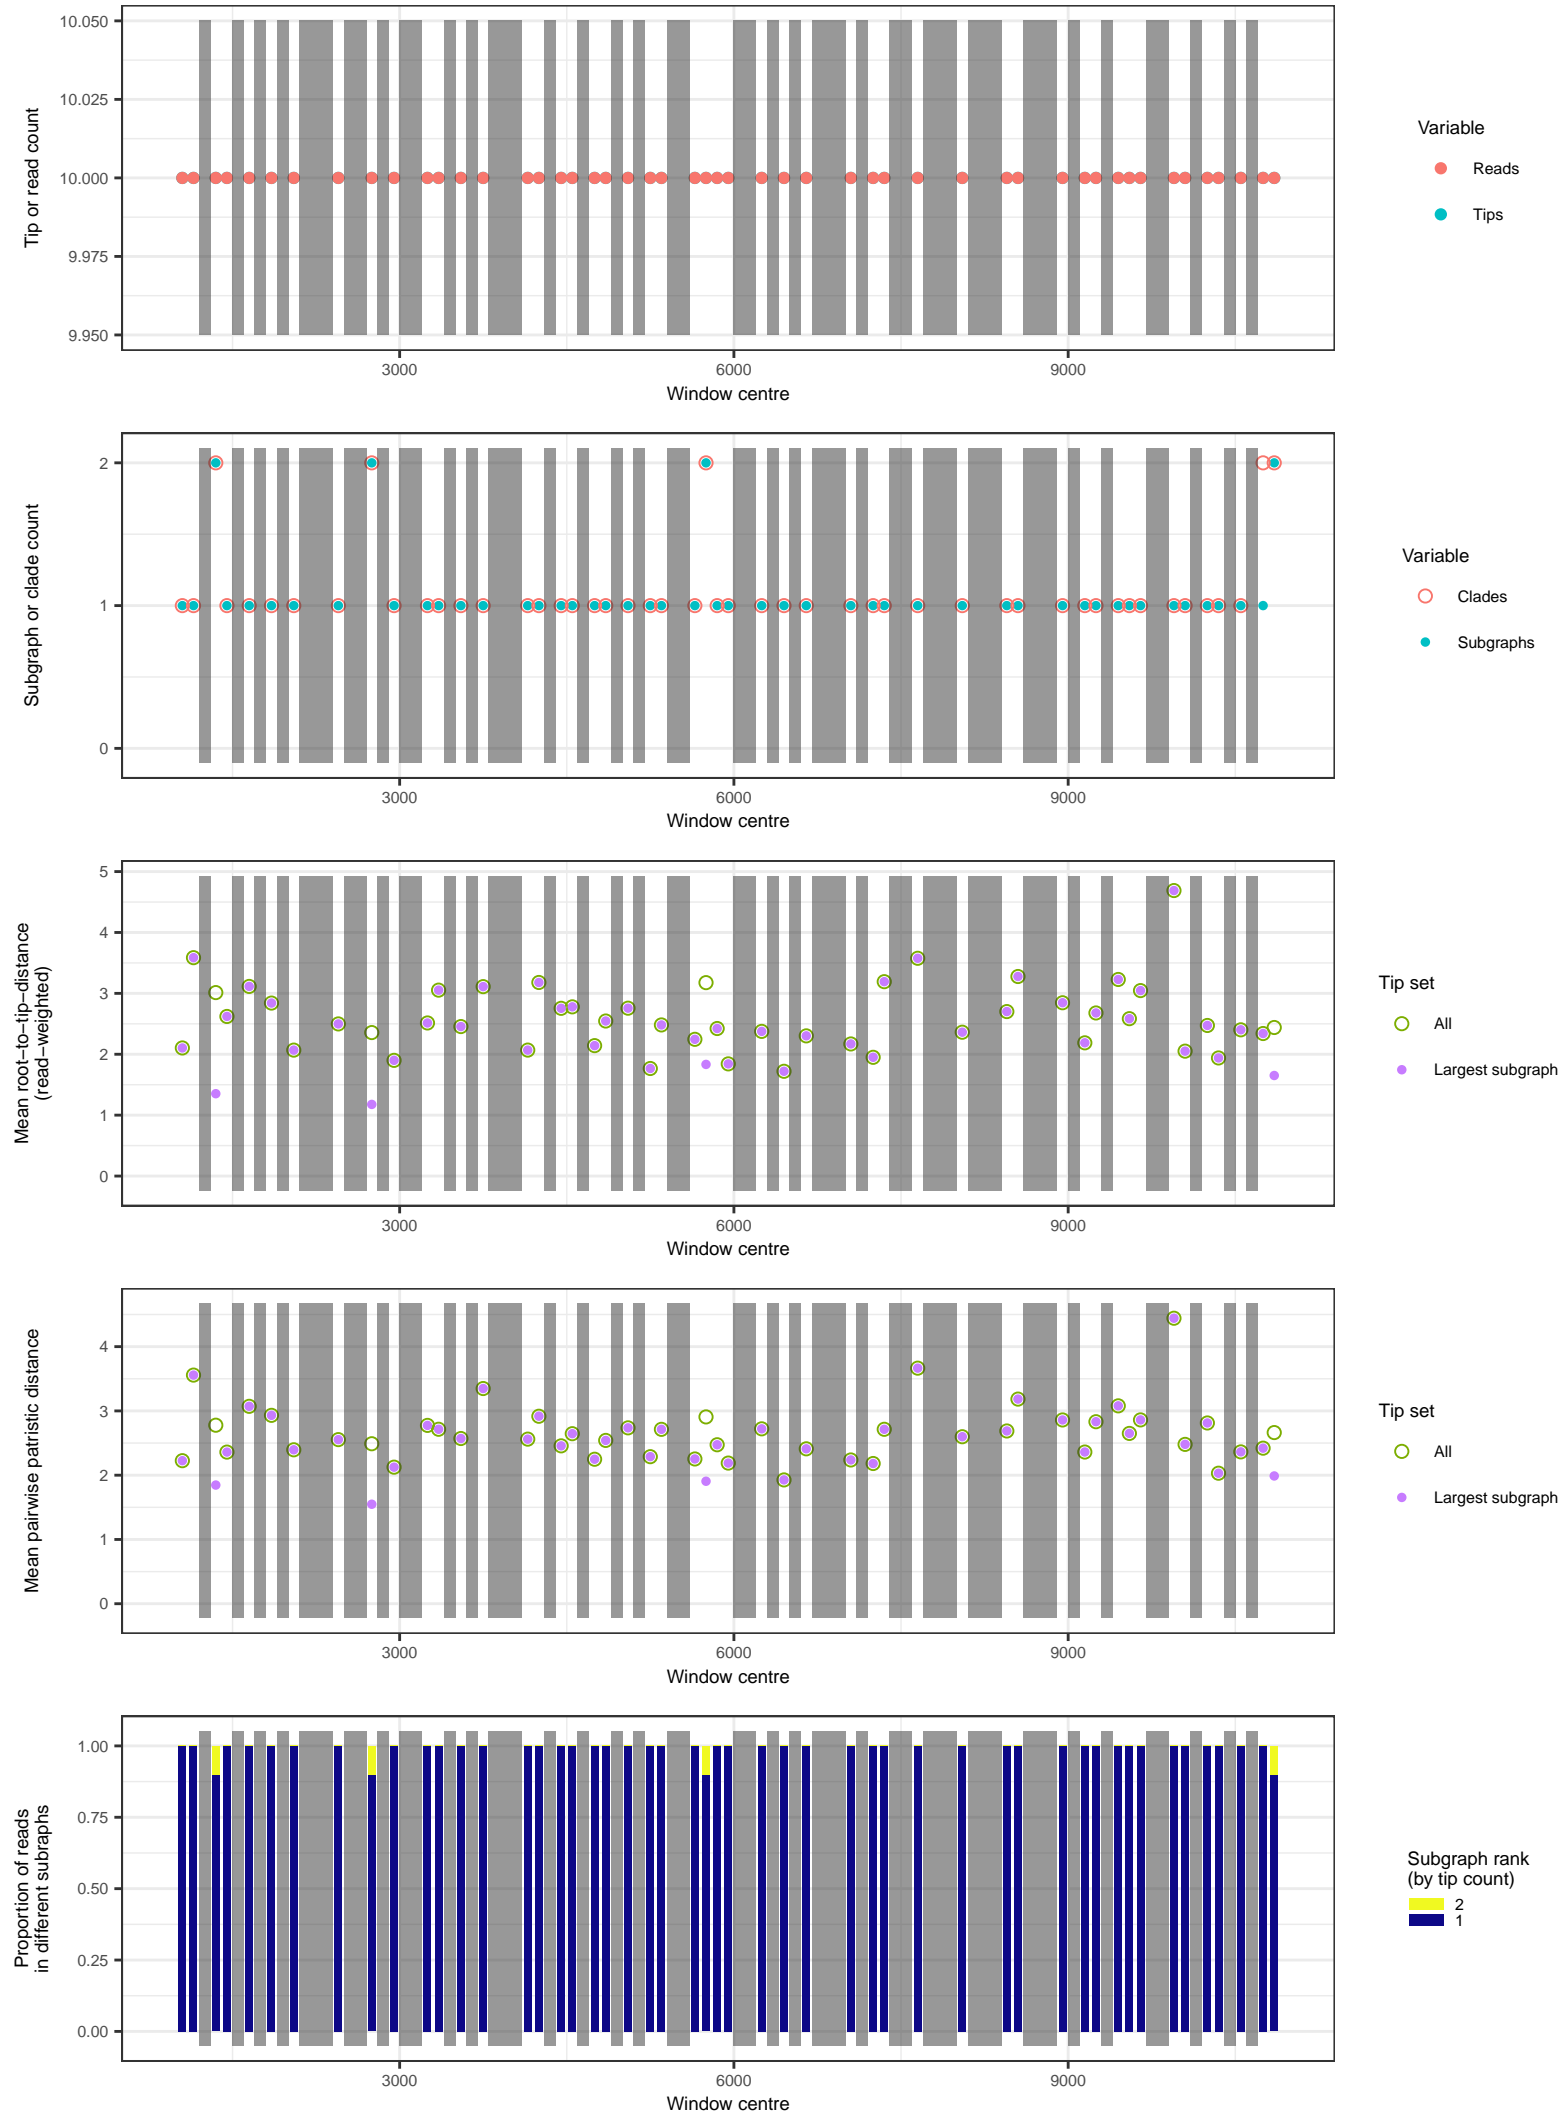 10.050
10.025
10.000
9.975
9.950
Tip or read count
3000
6000
9000
Window centre
Variable
Reads
Tips
2
1
0
Subgraph or clade count
3000
6000
9000
Window centre
Variable
Clades
Subgraphs
5
4
3
2
1
0
Mean root−to−tip−distance
(read−weighted)
3000
6000
9000
Window centre
Tip set
All
Largest subgraph
4
3
2
1
0
Mean pairwise patristic distance
3000
6000
9000
Window centre
Tip set
All
Largest subgraph
1.00
0.75
0.50
0.25
0.00
Proportion of reads
in different subraphs
3000
6000
9000
Window centre
Subgraph rank
(by tip count)
2
1